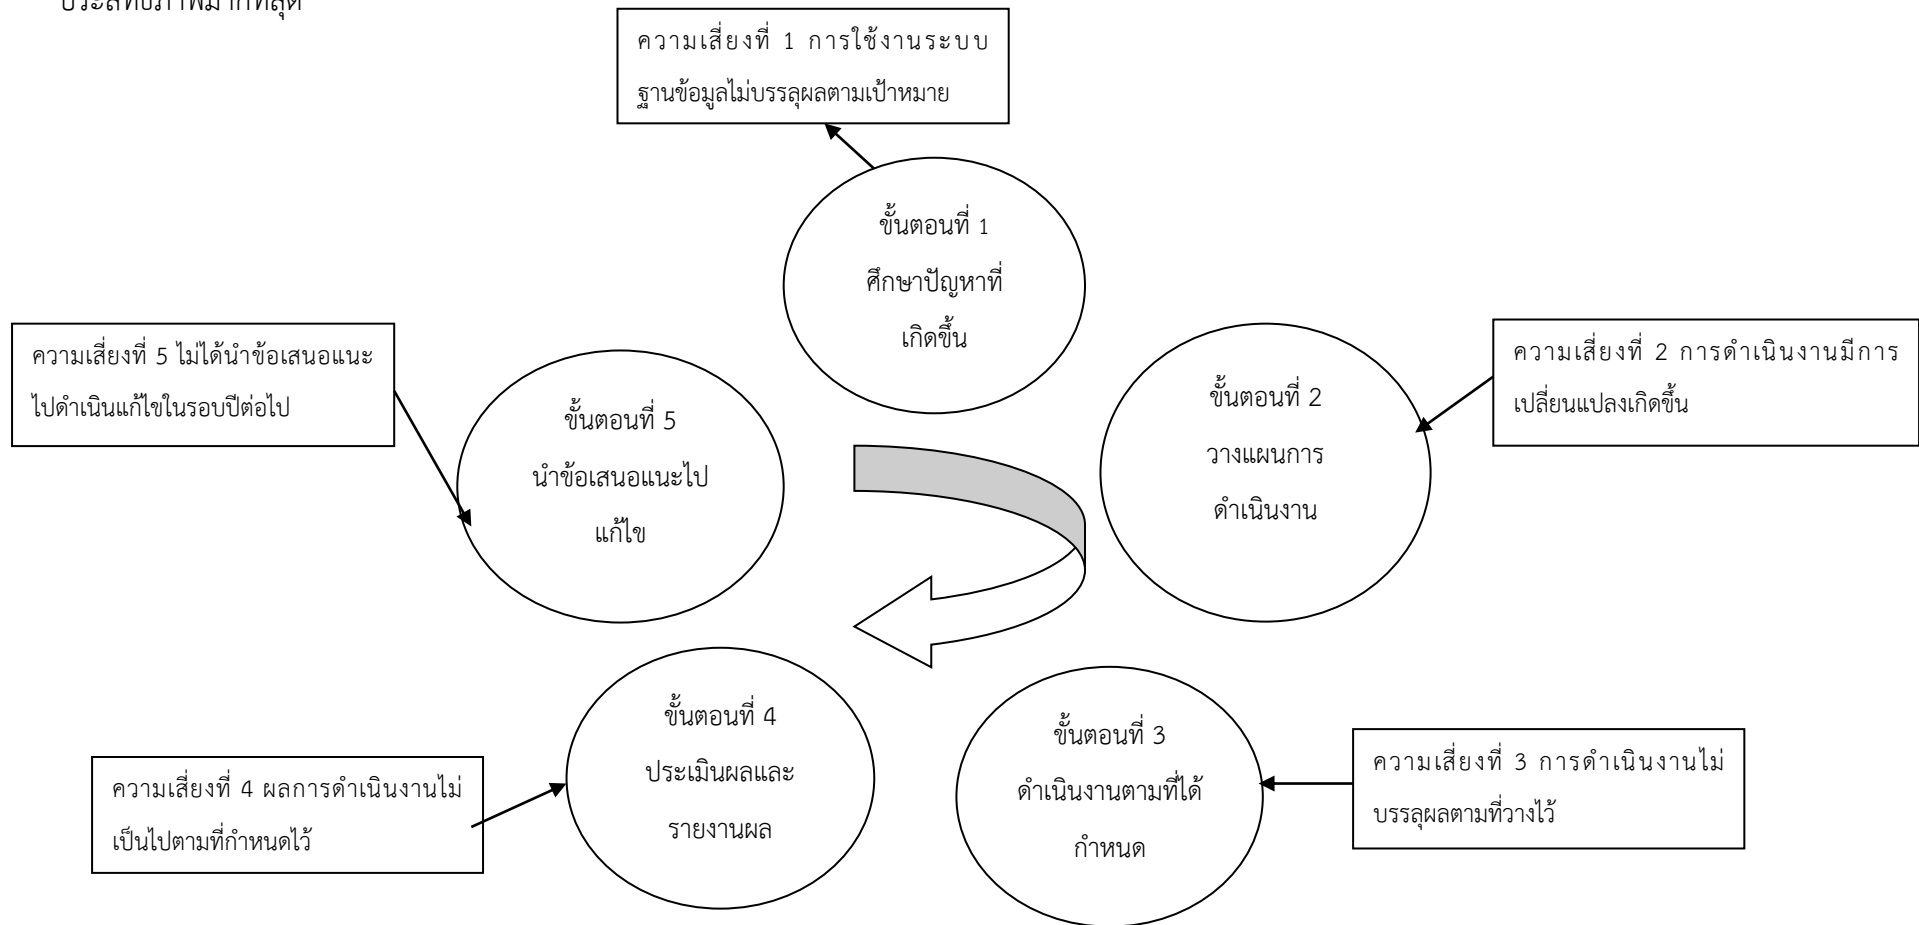 ประสิทธิภาพมากที่สุด
ความเสี่ยงที่ 1 การใช้งานระบบ
ฐานข้อมูลไม่บรรลุผลตามเป้าหมาย
ขั้นตอนที่ 1
ศึกษาปัญหาที่
เกิดขึ้น
ความเสี่ยงที่ 5 ไม่ได้นำข้อเสนอแนะ
ไปดำเนินแก้ไขในรอบปีต่อไป
ขั้นตอนที่ 5
นำข้อเสนอแนะไป
แก้ไข
ขั้นตอนที่ 2
วางแผนการ
ดำเนินงาน
ความเสี่ยงที่ 2 การดำเนินงานมีการ
เปลี่ยนแปลงเกิดขึ้น
ความเสี่ยงที่ 4 ผลการดำเนินงานไม่
เป็นไปตามที่กำหนดไว้
ขั้นตอนที่ 4
ประเมินผลและ
รายงานผล
ขั้นตอนที่ 3
ดำเนินงานตามที่ได้
กำหนด
ความเสี่ยงที่ 3 การดำเนินงานไม่
บรรลุผลตามที่วางไว้